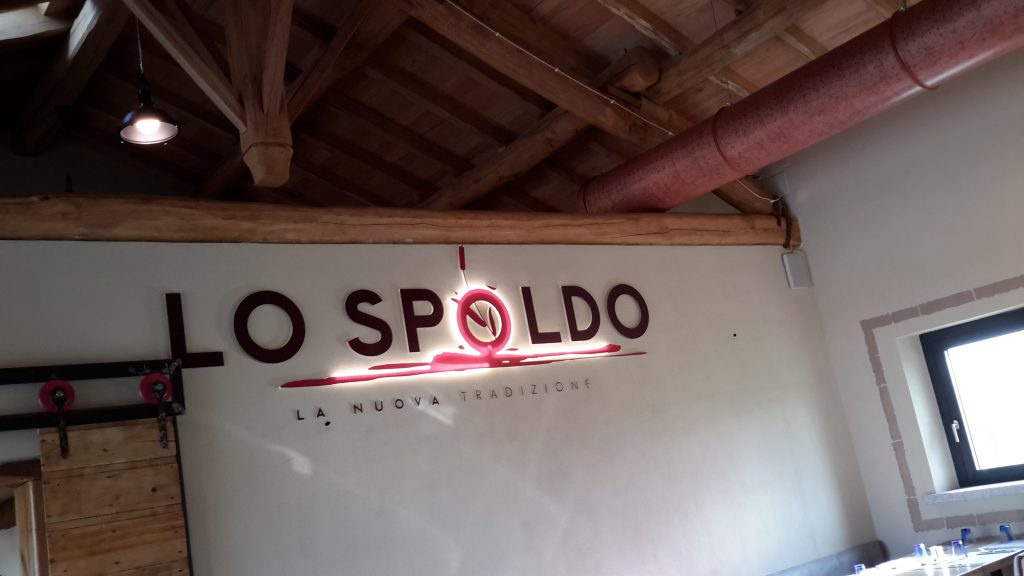 LO SPOLDO
LA NUOVA TRADIZIONE